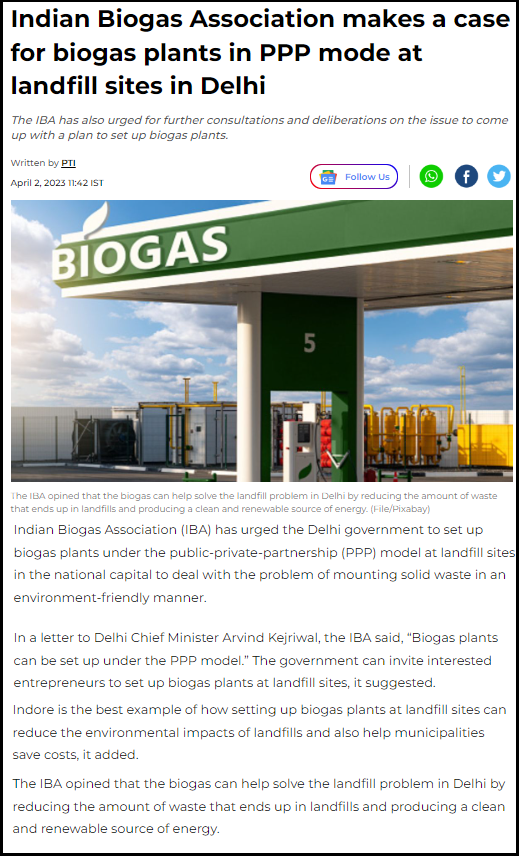 Indian Biogas Association makes a case
for biogas plants in PPP mode at
landfill sites in Delhi
The IBA has also urged for further consultations and deliberations on the issue to come
up with a plan to set up biogas plants.
Written by PTI
April 2, 2023 11:42 IST
Follow Us
BIOGAS
5
The IBA opined that the biogas can help solve the landfill problem in Delhi by reducing the amount of waste
that ends up in landfills and producing a clean and renewable source of energy. (File/Pixabay)
Indian Biogas Association (IBA) has urged the Delhi government to set up
biogas plants under the public-private-partnership (PPP) model at landfill sites
in the national capital to deal with the problem of mounting solid waste in an
environment-friendly manner.
In a letter to Delhi Chief Minister Arvind Kejriwal, the IBA said, “Biogas plants
can be set up under the PPP model.” The government can invite interested
entrepreneurs to set up biogas plants at landfill sites, it suggested.
Indore is the best example of how setting up biogas plants at landfill sites can
reduce the environmental impacts of landfills and also help municipalities
save costs, it added.
The IBA opined that the biogas can help solve the landfill problem in Delhi by
reducing the amount of waste that ends up in landfills and producing a clean
and renewable source of energy.